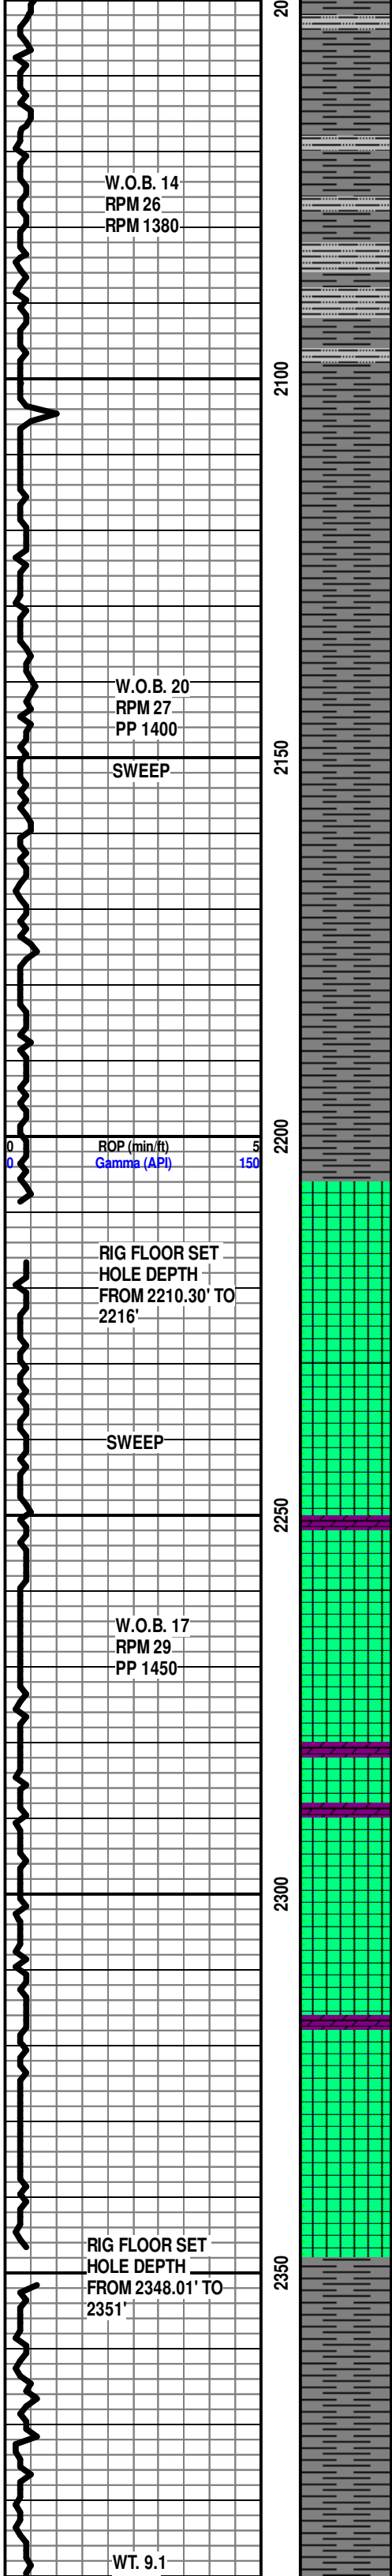 20
W.O.B. 14
RPM 26
RPM 1380
2100
W.O.B. 20
RPM 27
PP 1400
2150
SWEEP
2200
0 ROP (min/ft) 5
0 Gamma (API) 150
RIG FLOOR SET
HOLE DEPTH
FROM 2210.30' TO
2216'
SWEEP
2250
W.O.B. 17
RPM 29
PP 1450
2300
RIG FLOOR SET
HOLE DEPTH
FROM 2348.01' TO
2351'
2350
WT. 9.1